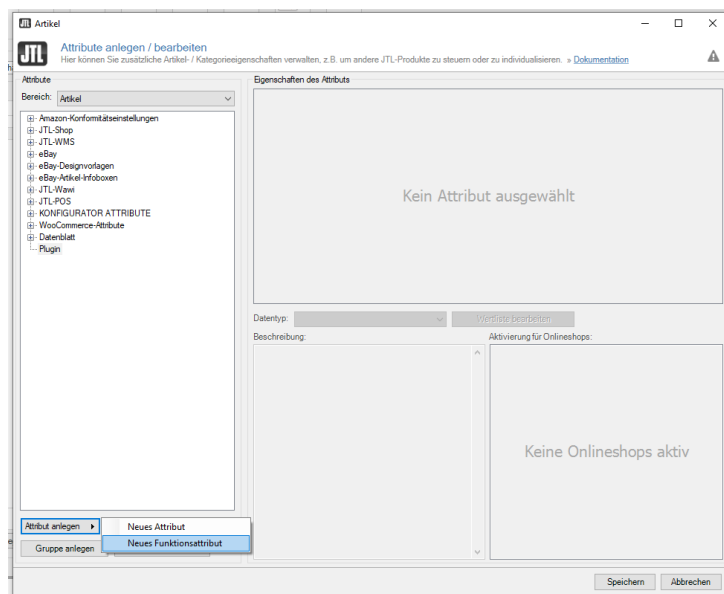 Artikel
JTL
Attribute anlegen / bearbeiten
Hier können Sie zusätzliche Artikel- / Kategorieeigenschaften verwalten, z.B. um andere JTL-Produkte zu steuern oder zu individualisieren. » Dokumentation
Attribute
Bereich: Artikel
Amazon-Konformitätseinstellungen
JTL-Shop
JTL-WMS
eBay
eBay-Designvorlagen
eBay-Artikel-Infoboxen
JTL-Wawi
JTL-POS
KONFIGURATOR ATTRIBUTE
WooCommerce-Attribute
Datenblatt
Plugin
Attribut anlegen
Neues Attribut
Neues Funktionsattribut
Gruppe anlegen
Eigenschaften des Attributs
Kein Attribut ausgewählt
Datentyp:
Wertliste bearbeiten
Beschreibung:
Aktivierung für Onlineshops:
Keine Onlineshops aktiv
Speichern
Abbrechen